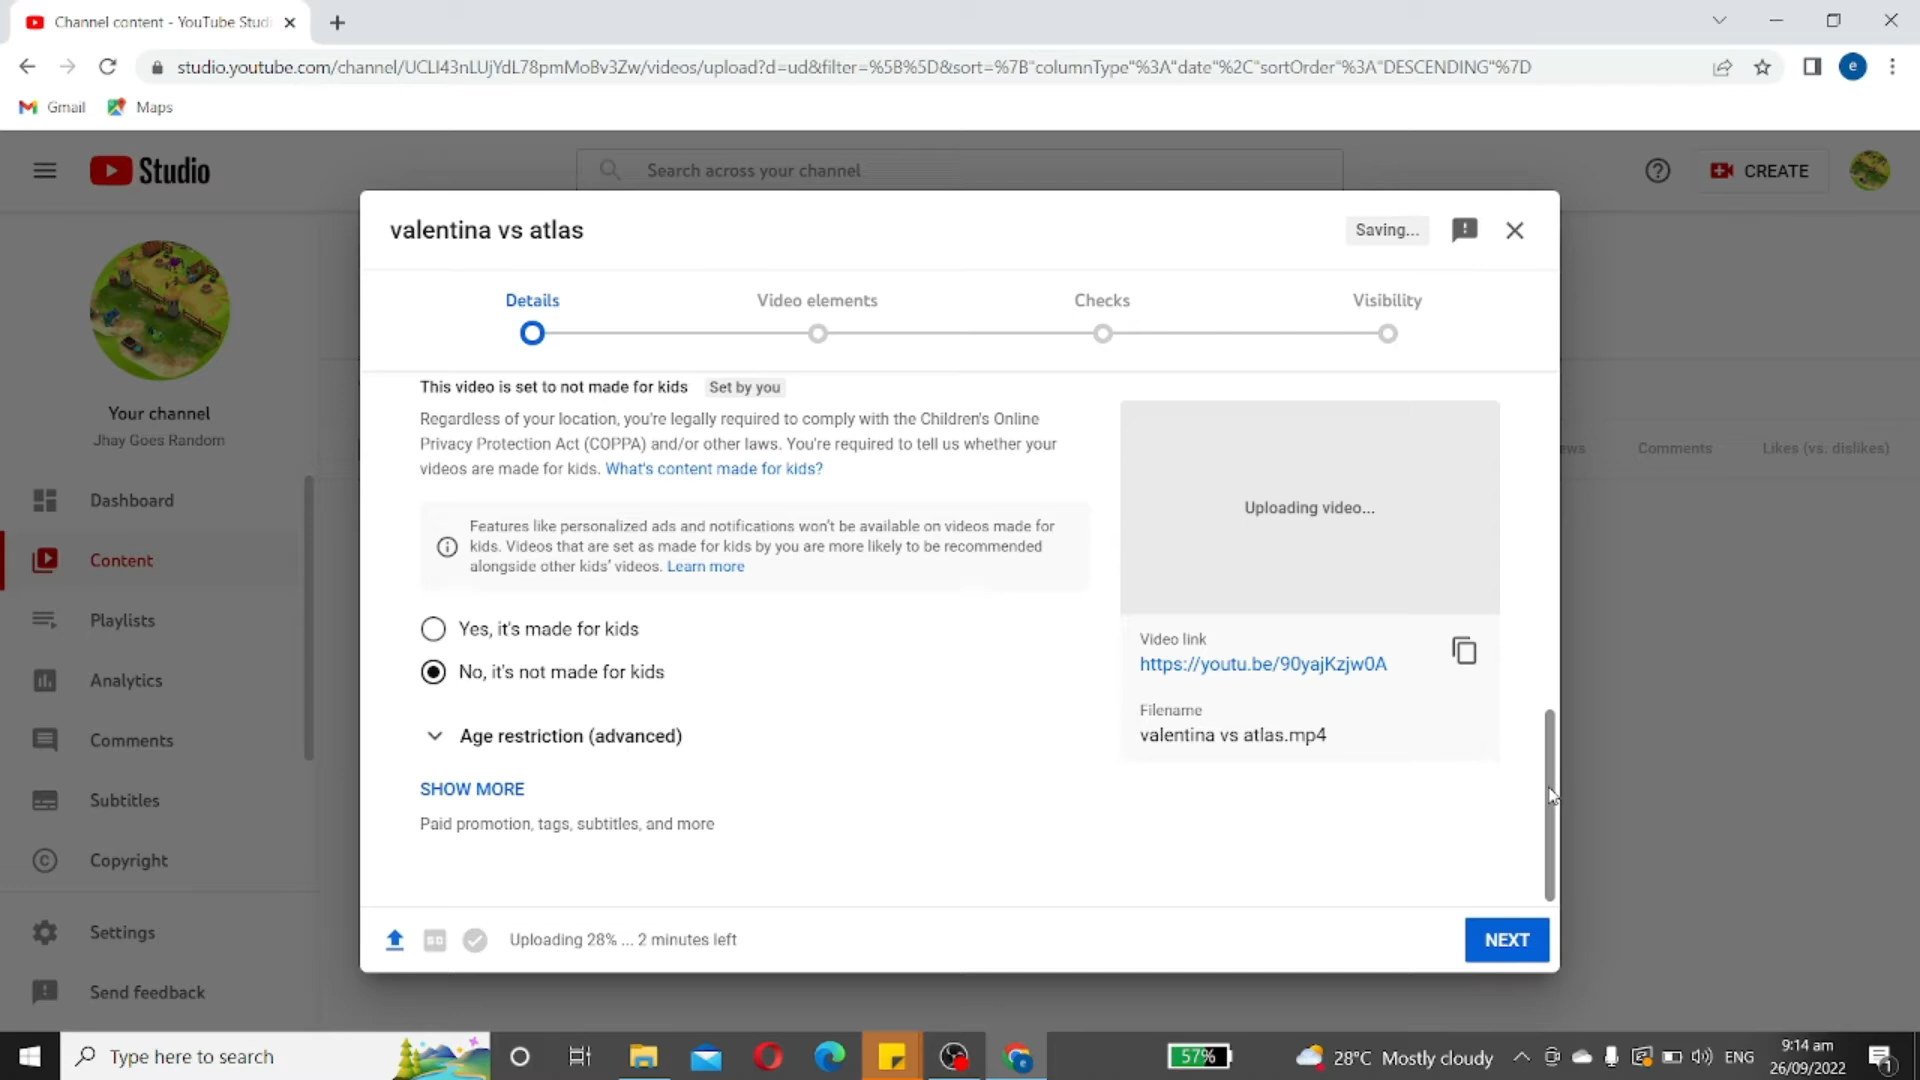 Channel content - YouTube Studi
studio.youtube.com/channel/UCLI43nLUjYdL78pmMoBv3Zw/videos/upload?d=ud&filter=%5B%5D&sort=%7B"columnType"%3A"date"%2C"sortOrder"%3A"DESCENDING"%7D
e
Gmail
Maps
Studio
Search across your channel
CREATE
valentina vs atlas
Saving...
Details
Video elements
Checks
Visibility
Your channel
Jhay Goes Random
Dashboard
Content
Playlists
Analytics
Comments
Subtitles
Copyright
Settings
Send feedback
ews
Comments
Likes (vs. dislikes)
This video is set to not made for kids
Set by you
Regardless of your location, you're legally required to comply with the Children's Online
Privacy Protection Act (COPPA) and/or other laws. You're required to tell us whether your
videos are made for kids. What's content made for kids?
Features like personalized ads and notifications won't be available on videos made for
kids. Videos that are set as made for kids by you are more likely to be recommended
alongside other kids' videos. Learn more
Yes, it's made for kids
No, it's not made for kids
Age restriction (advanced)
SHOW MORE
Paid promotion, tags, subtitles, and more
Uploading video...
Video link
https://youtu.be/90yajKzjw0A
Filename
valentina vs atlas.mp4
Uploading 28% ... 2 minutes left
NEXT
Type here to search
57%
28°C Mostly cloudy
ENG
9:14 am
26/09/2022
1